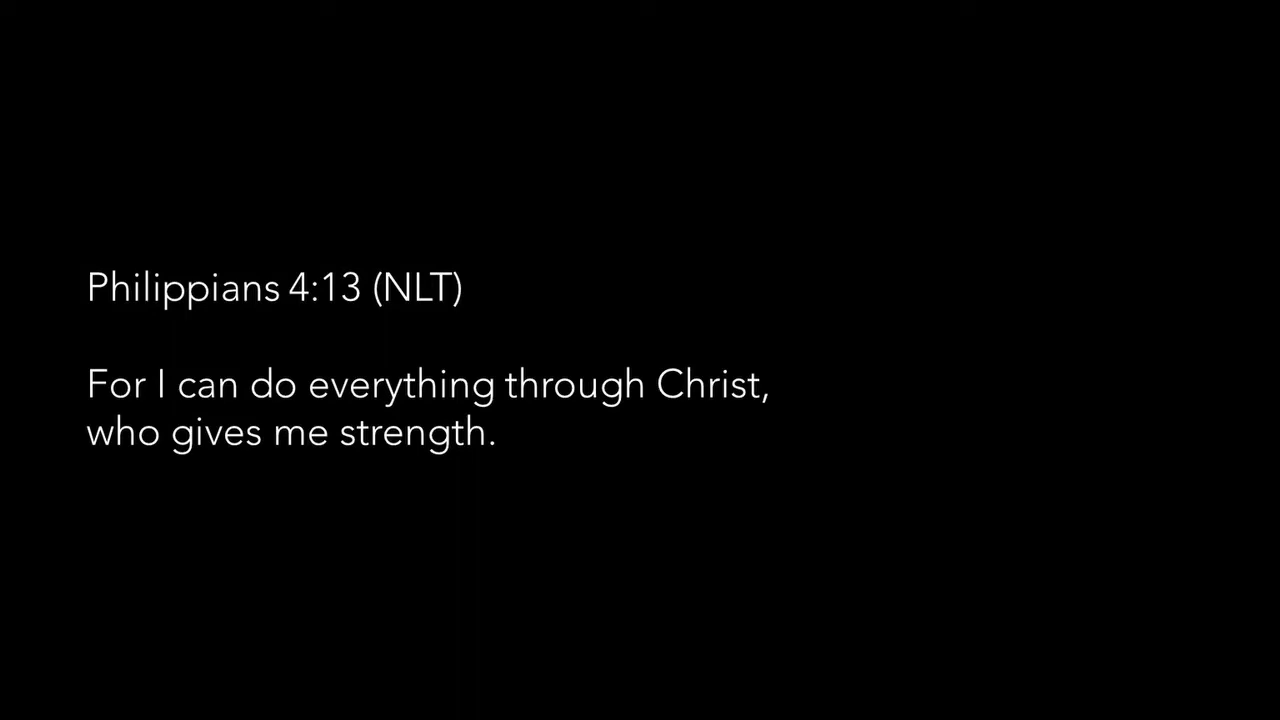 Philippians 4:13 (NLT)
For I can do everything through Christ,
who gives me strength.